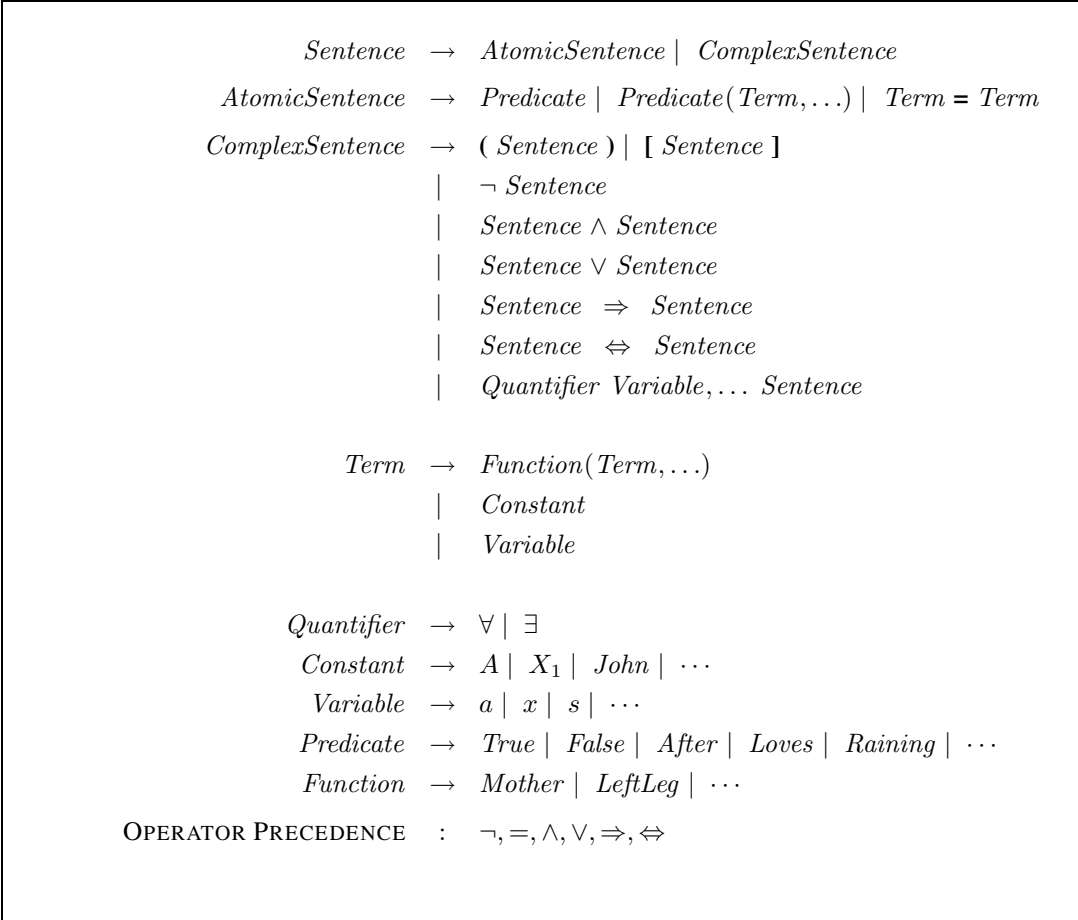 Sentence → AtomicSentence | ComplexSentence
AtomicSentence → Predicate | Predicate(Term,...) | Term = Term
ComplexSentence → ( Sentence ) | [ Sentence ]
| ¬ Sentence
| Sentence ∧ Sentence
| Sentence ∨ Sentence
| Sentence ⇒ Sentence
| Sentence ⇔ Sentence
| Quantifier Variable,... Sentence
Term → Function(Term,...)
| Constant
| Variable
Quantifier → ∀ | ∃
Constant → A | X₁ | John | ···
Variable → a | x | s | ···
Predicate → True | False | After | Loves | Raining | ···
Function → Mother | LeftLeg | ···
OPERATOR PRECEDENCE : ¬, =, ∧, ∨, ⇒, ⇔